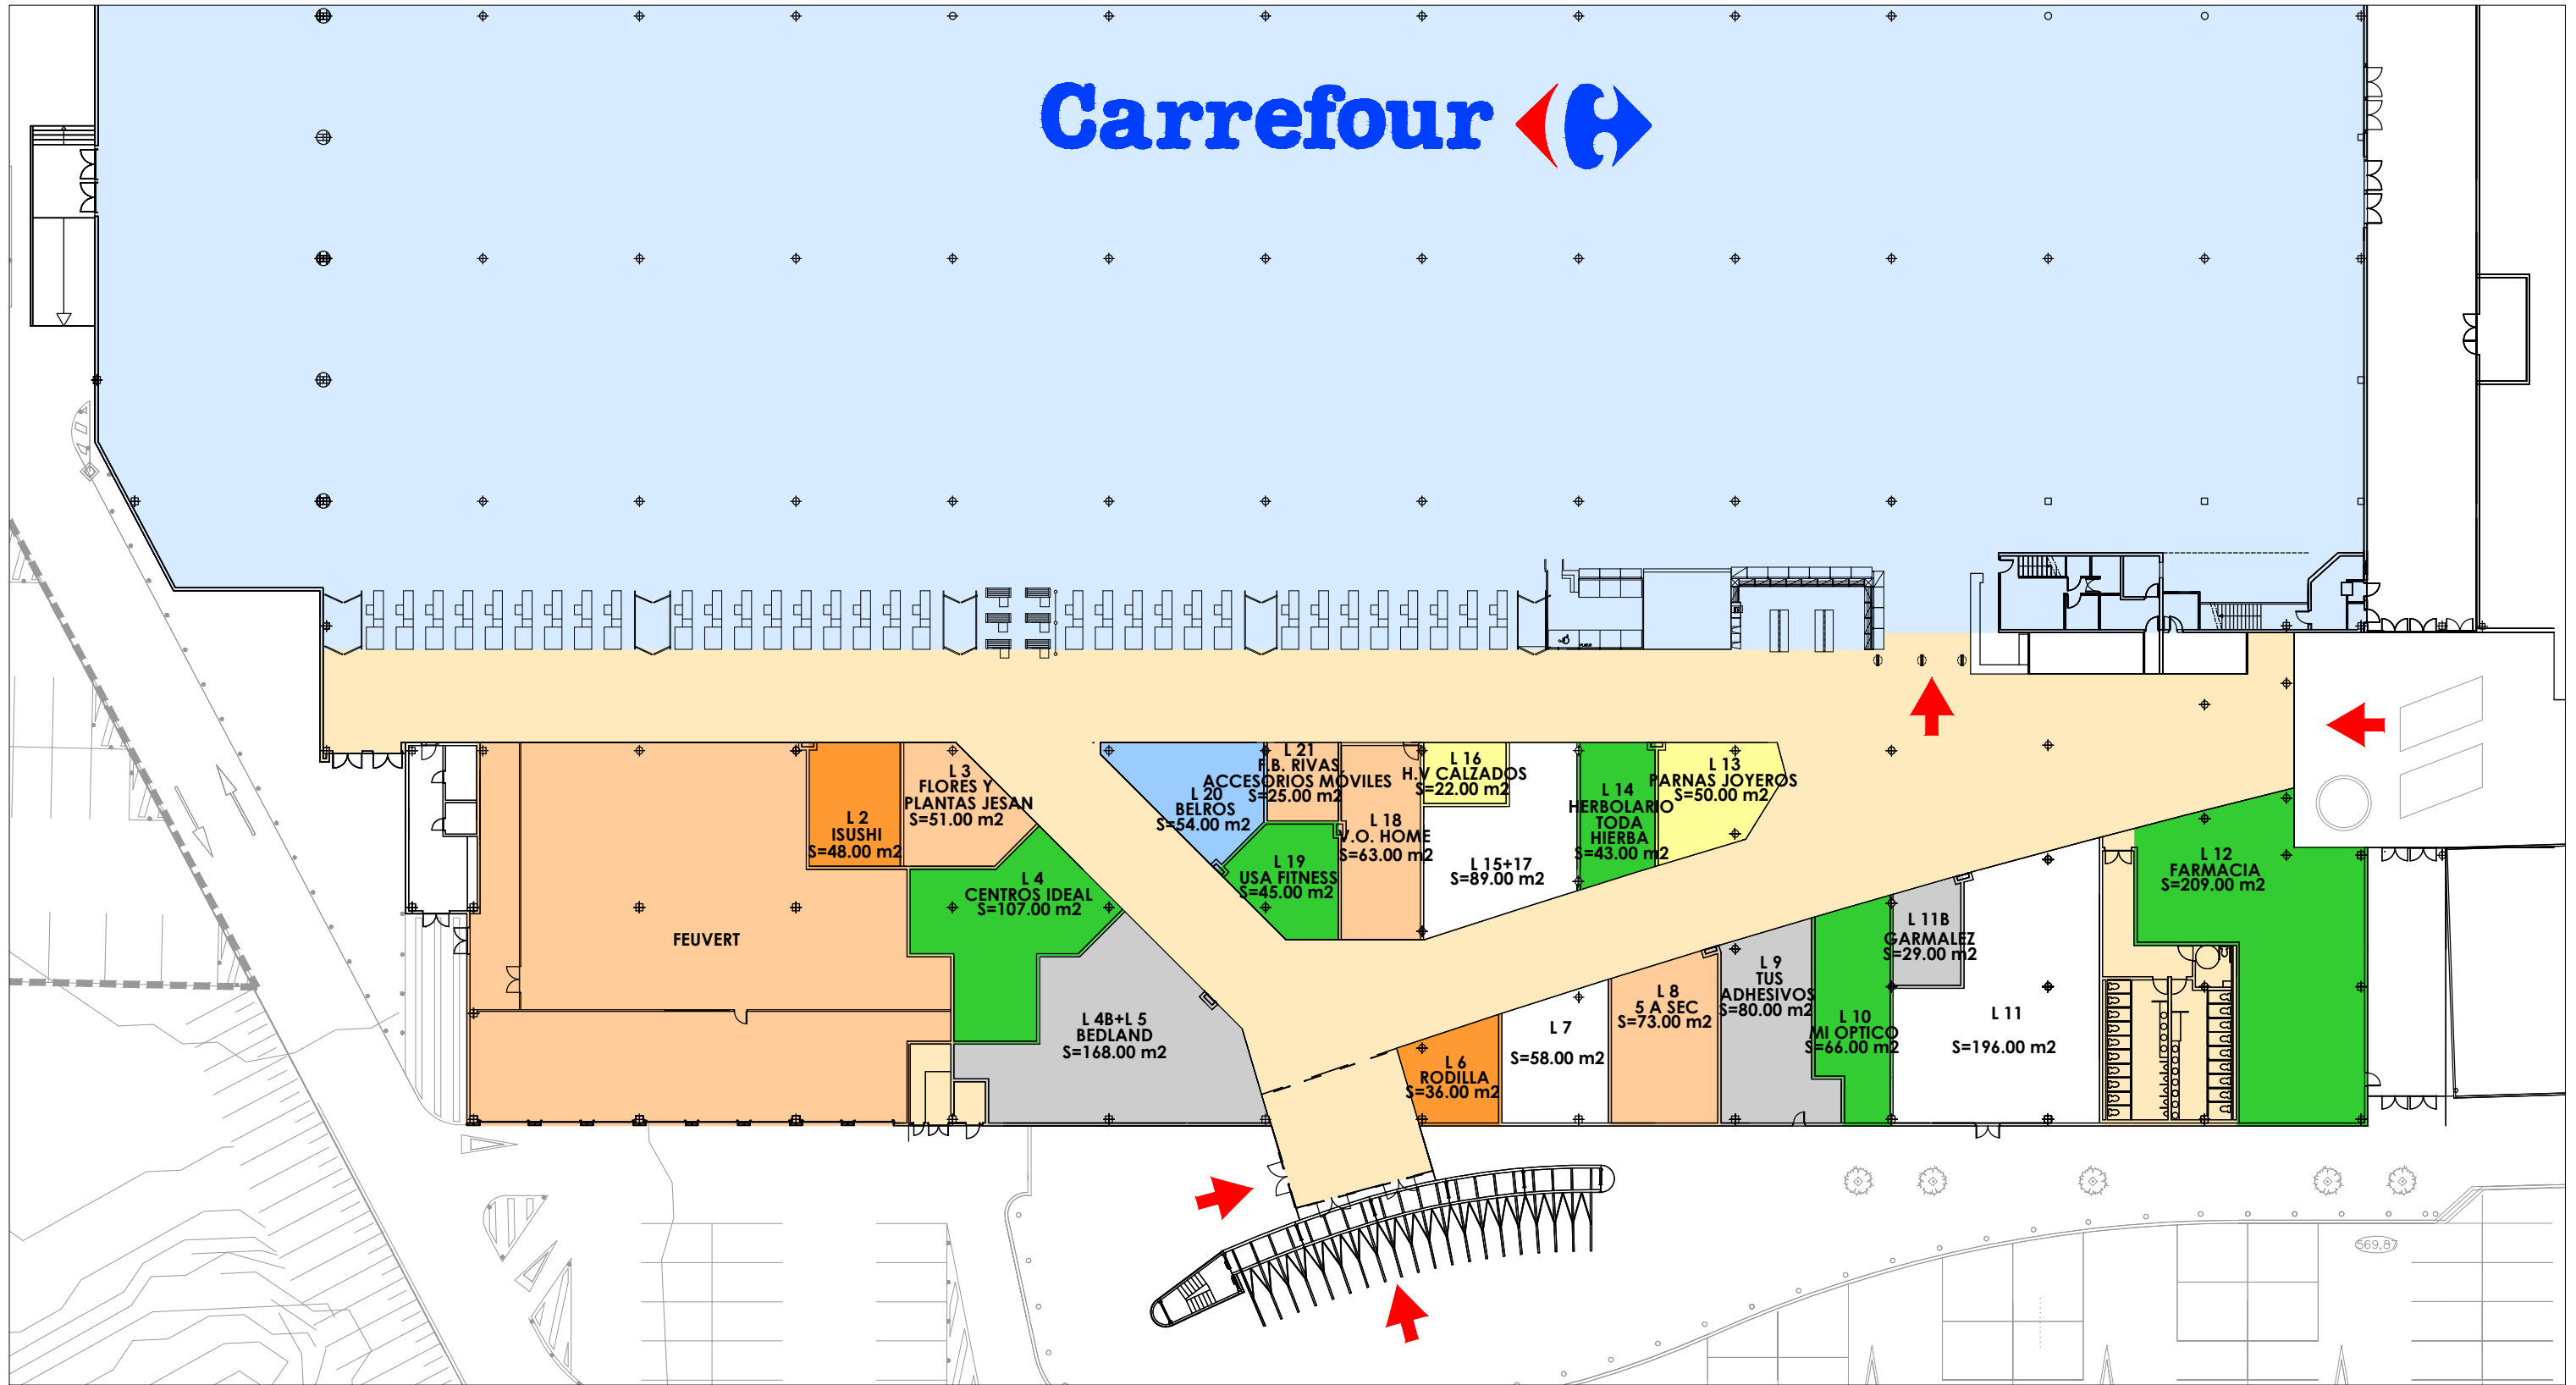 Carrefour
L 21
F.B. RIVAS
ACCESORIOS MOVILES
S=25.00 m2
L 20
BELROS
S=54.00 m2
L 16
H.V CALZADOS
S=22.00 m2
L 13
PARNAS JOYEROS
S=50.00 m2
L 3
FLORES Y
PLANTAS JESAN
S=51.00 m2
L 2
ISUSHI
S=48.00 m2
L 18
V.O. HOME
S=63.00 m2
L 14
HERBOLARIO
TODA
HIERBA
S=43.00 m2
L 15+17
S=89.00 m2
L 19
USA FITNESS
S=45.00 m2
L 4
CENTROS IDEAL
S=107.00 m2
L 12
FARMACIA
S=209.00 m2
FEUVERT
L 11B
GARMALEZ
S=29.00 m2
L 4B+L 5
BEDLAND
S=168.00 m2
L 6
RODILLA
S=36.00 m2
L 7
S=58.00 m2
L 8
5 A SEC
S=73.00 m2
L 9
TUS
ADHESIVOS
S=80.00 m2
L 10
MI OPTICO
S=66.00 m2
L 11
S=196.00 m2
569,87